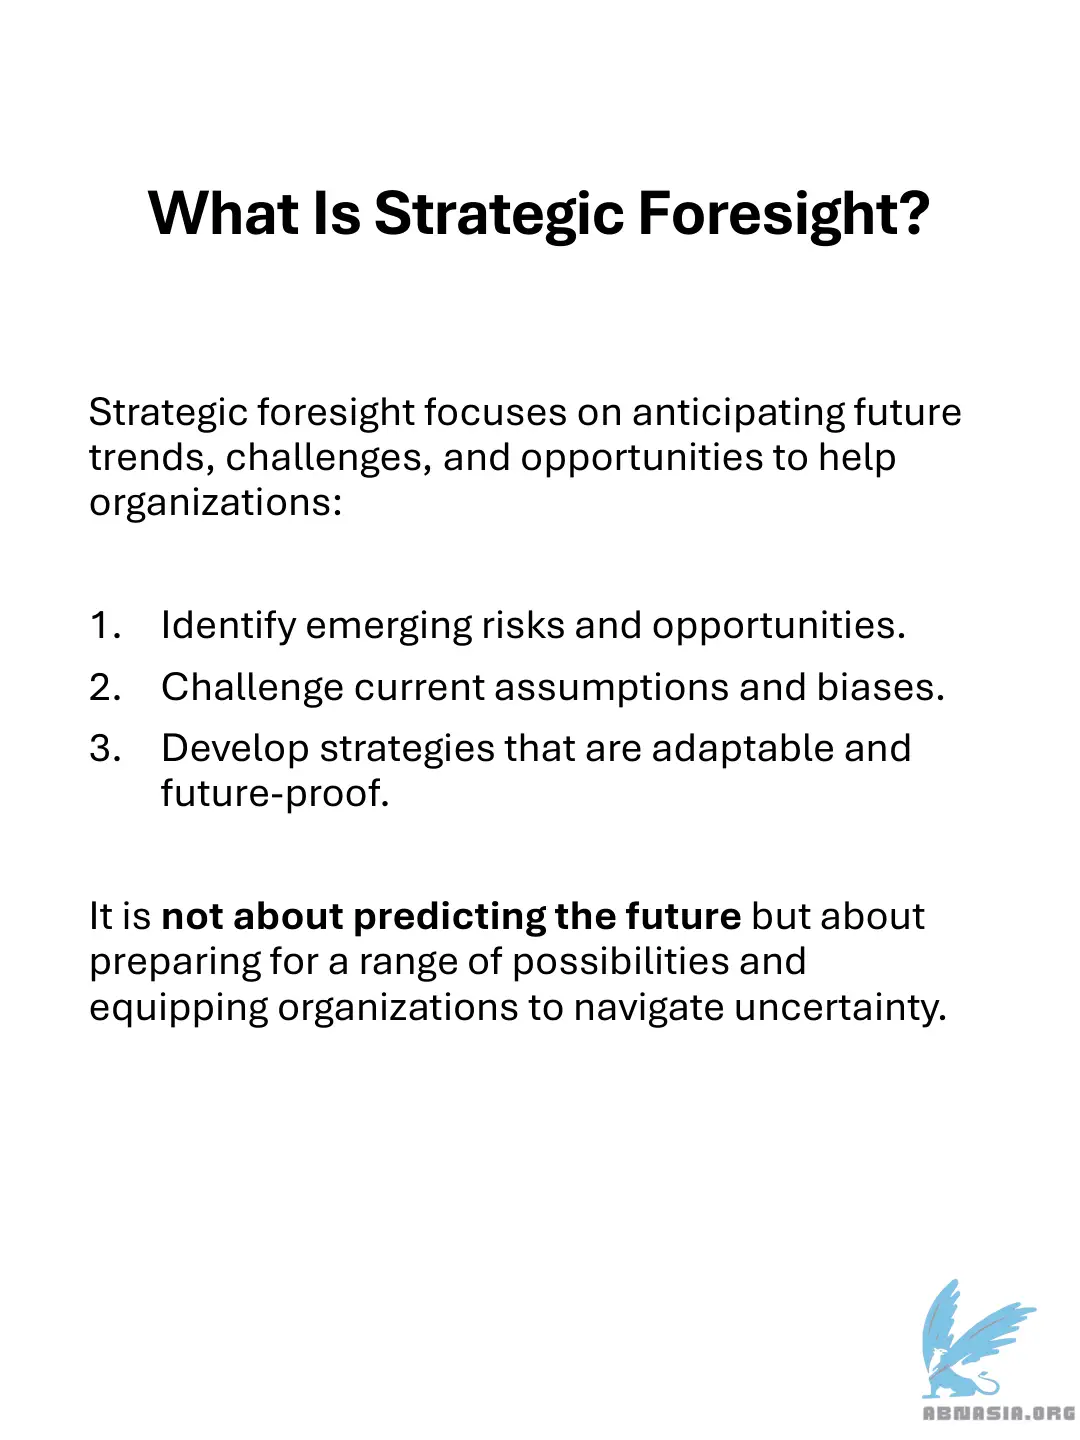 What Is Strategic Foresight?
Strategic foresight focuses on anticipating future
trends, challenges, and opportunities to help
organizations:
1. Identify emerging risks and opportunities.
2. Challenge current assumptions and biases.
3. Develop strategies that are adaptable and
future-proof.
It is not about predicting the future but about
preparing for a range of possibilities and
equipping organizations to navigate uncertainty.
ABNASIA.ORG